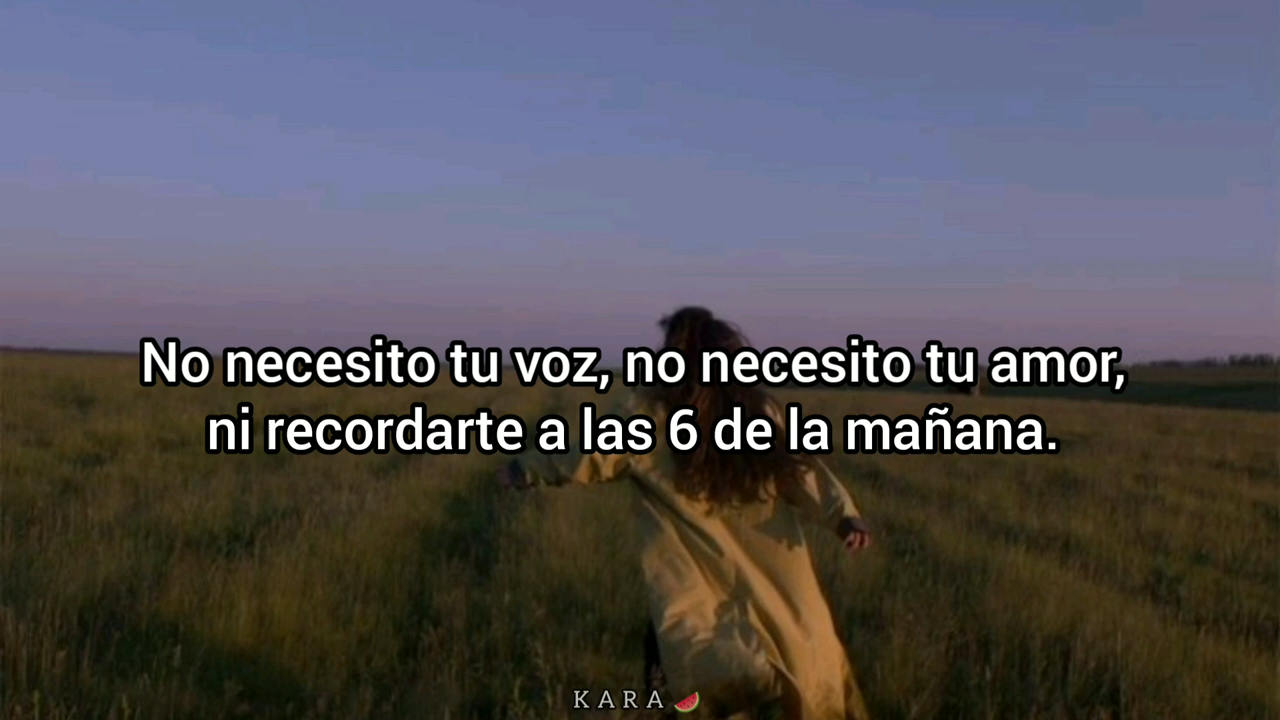 No necesito tu voz, no necesito tu amor,
ni recordarte a las 6 de la mañana.
KARA🍉